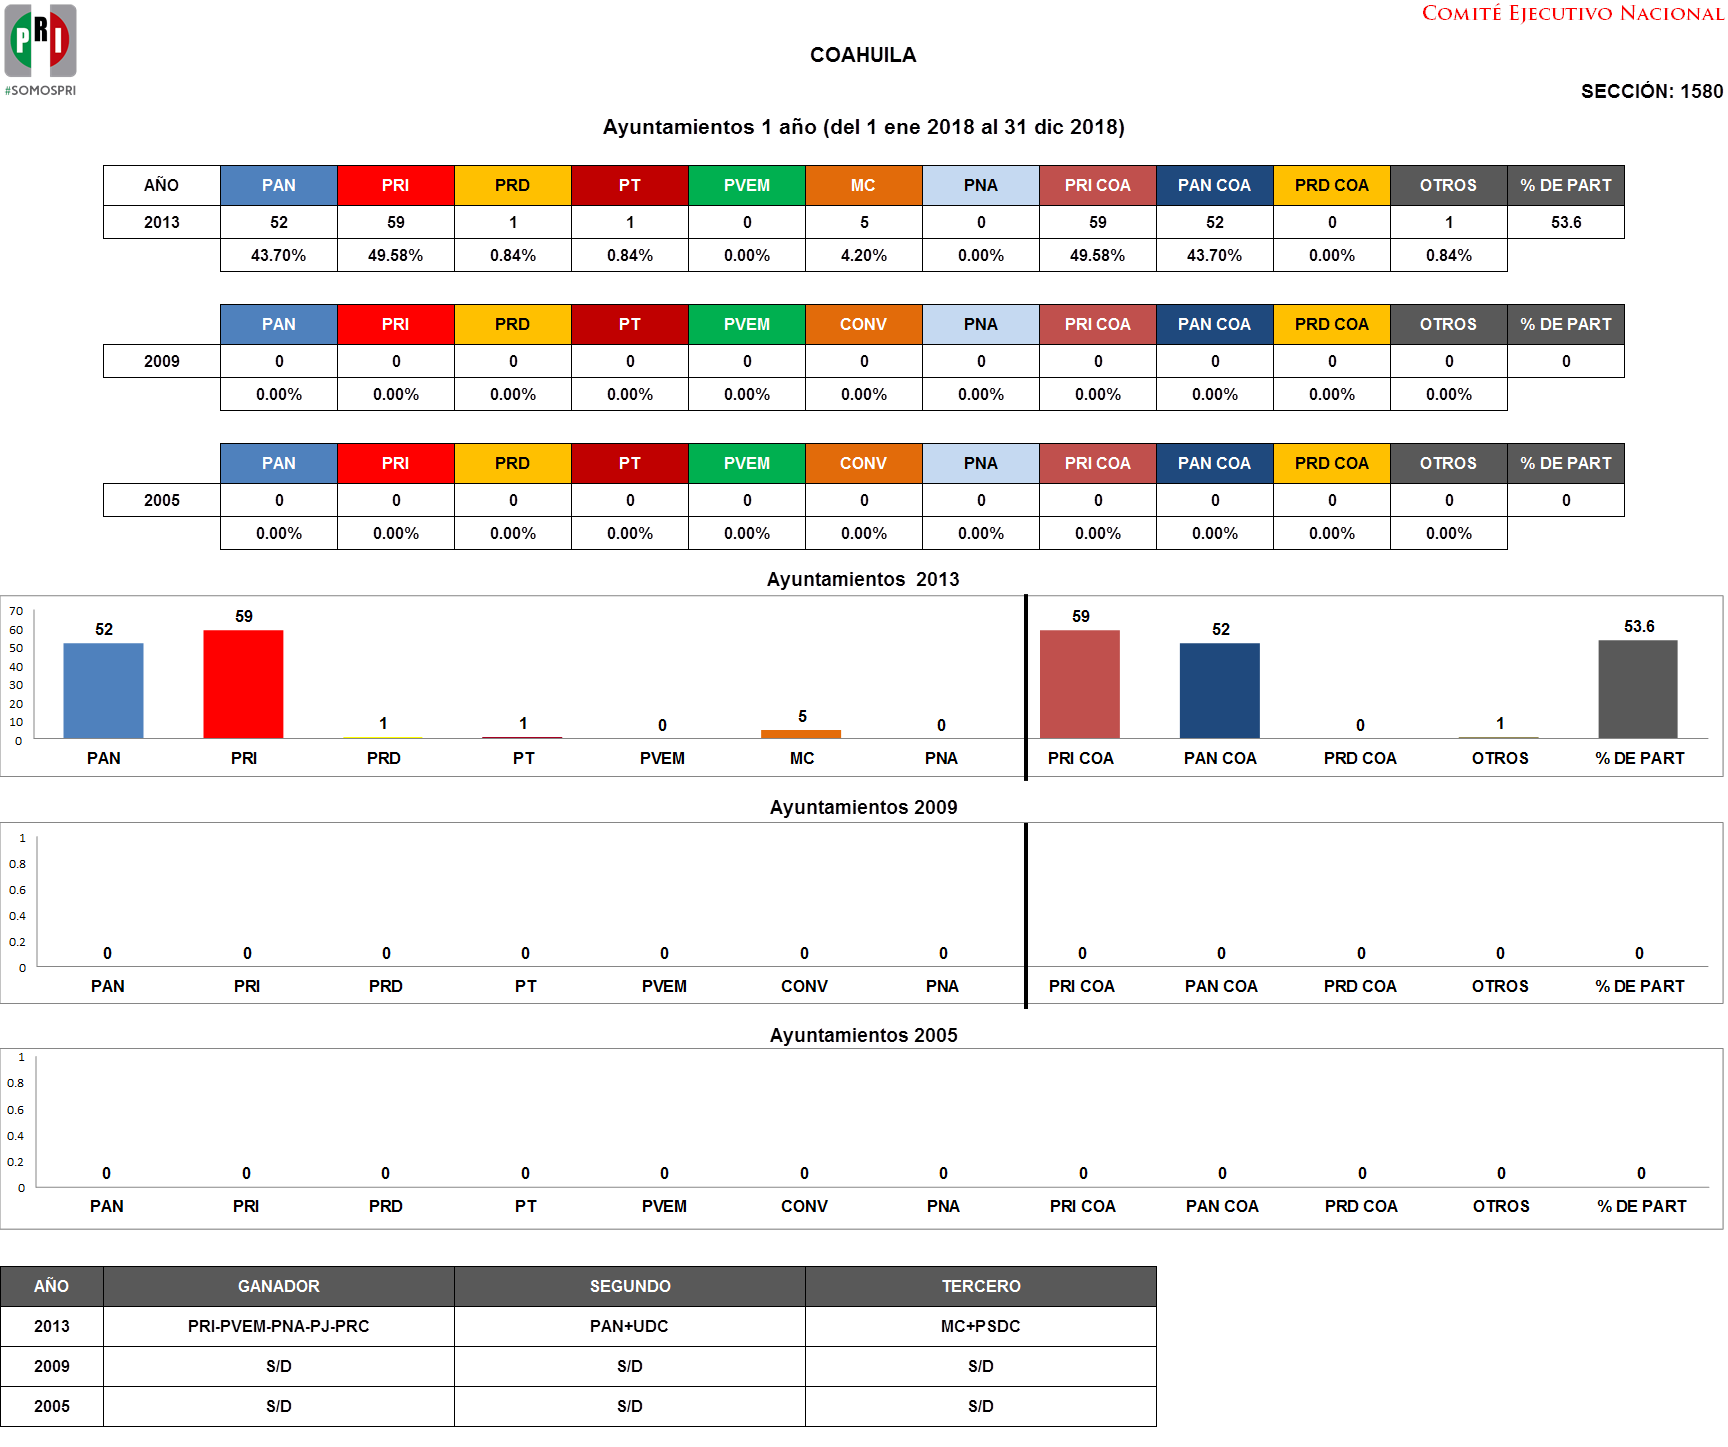 COMITÉ EJECUTIVO NACIONAL
PRI
#SOMOSPRI
COAHUILA
SECCIÓN: 1580
Ayuntamientos 1 año (del 1 ene 2018 al 31 dic 2018)
AÑO PAN PRI PRD PT PVEM MC PNA PRI COA PAN COA PRD COA OTROS % DE PART
2013 52 59 1 1 0 5 0 59 52 0 1 53.6
43.70% 49.58% 0.84% 0.84% 0.00% 4.20% 0.00% 49.58% 43.70% 0.00% 0.84%
PAN PRI PRD PT PVEM CONV PNA PRI COA PAN COA PRD COA OTROS % DE PART
2009 0 0 0 0 0 0 0 0 0 0 0 0
0.00% 0.00% 0.00% 0.00% 0.00% 0.00% 0.00% 0.00% 0.00% 0.00% 0.00%
PAN PRI PRD PT PVEM CONV PNA PRI COA PAN COA PRD COA OTROS % DE PART
2005 0 0 0 0 0 0 0 0 0 0 0 0
0.00% 0.00% 0.00% 0.00% 0.00% 0.00% 0.00% 0.00% 0.00% 0.00% 0.00%
Ayuntamientos 2013
70
60
50
40
30
20
10
0
52 59 1 1 0 5 0 59 52 0 1 53.6
PAN PRI PRD PT PVEM MC PNA PRI COA PAN COA PRD COA OTROS % DE PART
Ayuntamientos 2009
1
0.8
0.6
0.4
0.2
0
0 0 0 0 0 0 0 0 0 0 0 0
PAN PRI PRD PT PVEM CONV PNA PRI COA PAN COA PRD COA OTROS % DE PART
Ayuntamientos 2005
1
0.8
0.6
0.4
0.2
0
0 0 0 0 0 0 0 0 0 0 0 0
PAN PRI PRD PT PVEM CONV PNA PRI COA PAN COA PRD COA OTROS % DE PART
AÑO GANADOR SEGUNDO TERCERO
2013 PRI-PVEM-PNA-PJ-PRC PAN+UDC MC+PSDC
2009 S/D S/D S/D
2005 S/D S/D S/D